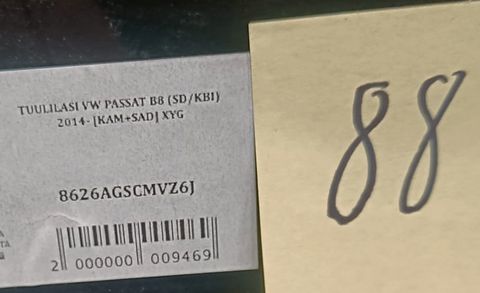 TUULILASI VW PASSAT B8 (SD/KBI)
2014- [KAM+SAD] XYG
8626AGSCMVZ6J
2 000000 009469
88